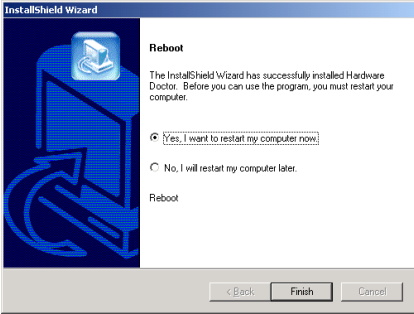 InstallShield Wizard
Reboot
The InstallShield Wizard has successfully installed Hardware
Doctor. Before you can use the program, you must restart your
computer.
Yes, I want to restart my computer now.
No, I will restart my computer later.
Reboot
< Back
Finish
Cancel